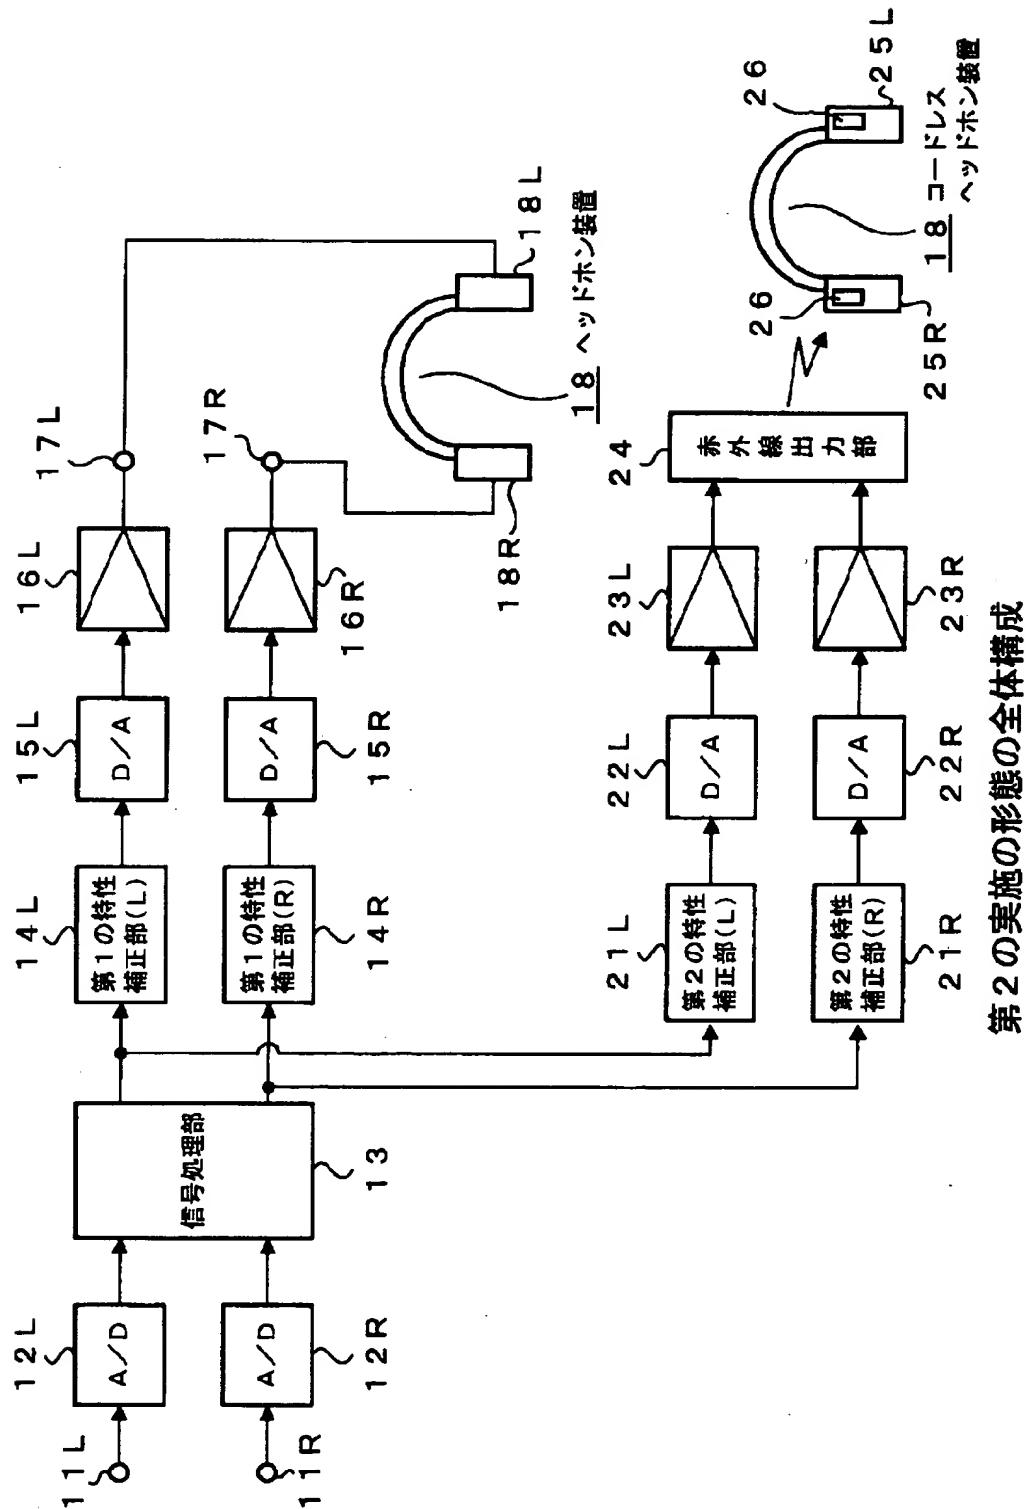 11L
12L
A/D
13
信号処理部
14L
第1の特性
補正部(L)
15L
D/A
16L
17L
11R
12R
A/D
14R
第1の特性
補正部(R)
15R
D/A
16R
17R
18R
18L
18 ヘッドホン装置
21L
第2の特性
補正部(L)
22L
D/A
23L
24
赤外線出力部
21R
第2の特性
補正部(R)
22R
D/A
23R
26
26
25R
25L
18 コードレス
ヘッドホン装置
第2の実施の形態の全体構成